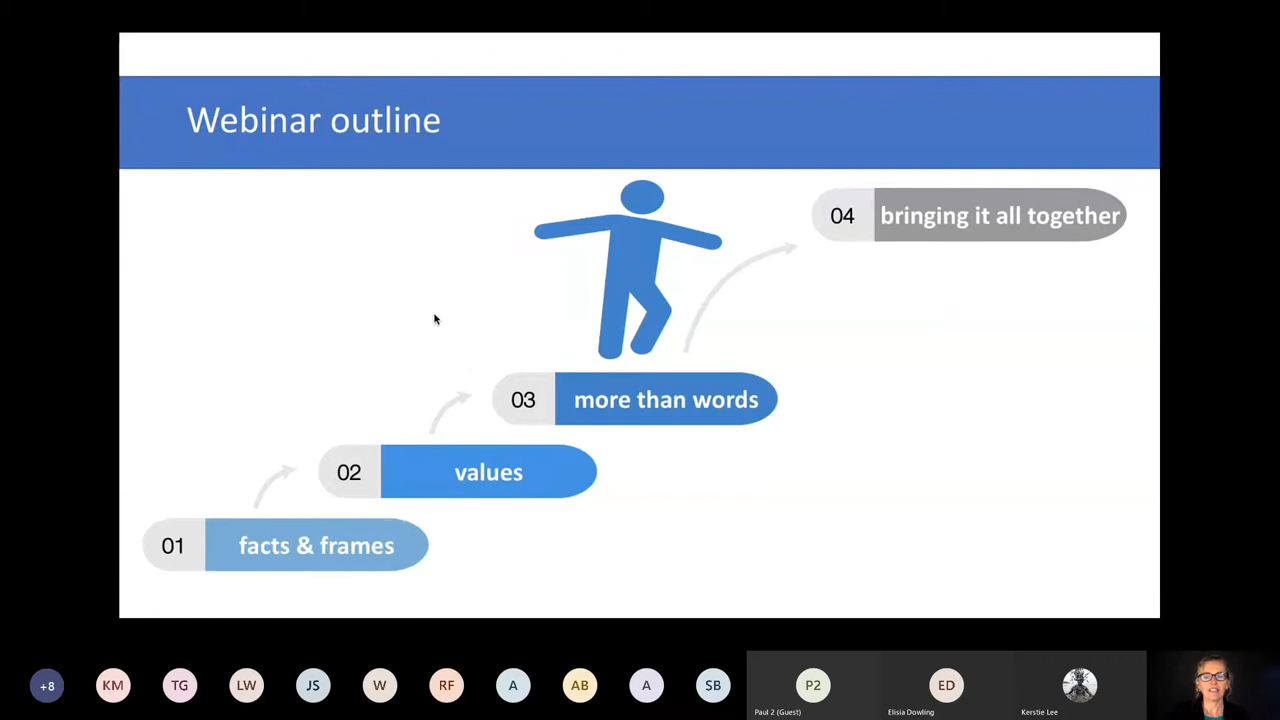 Webinar outline
04 bringing it all together
03 more than words
02 values
01 facts & frames
+8 KM TG LW JS W RF A AB A SB P2 ED
Paul 2 (Guest) Elisia Dowling Kerstie Lee